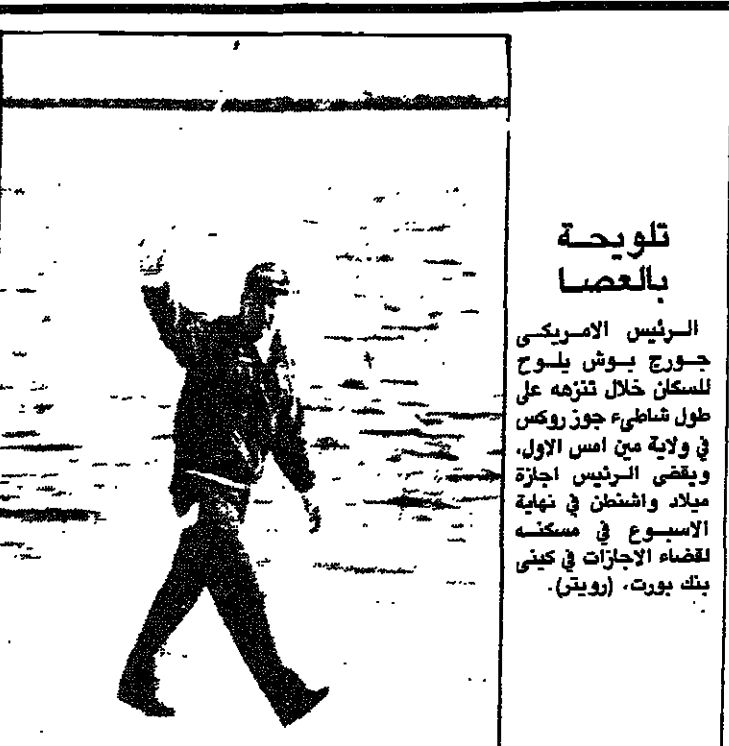 تلويحة
بالعصا
الرئيس الامريكي
جورج بوش يلوح
للسكان خلال تنزهه على
طول شاطىء جوز روكس
في ولاية مين امس الاول،
ويقضي الرئيس اجازة
ميلاد واشنطن في نهاية
الاسبوع في مسكنه
لقضاء الاجازات في كينى
بنك بورت. (رويتر).